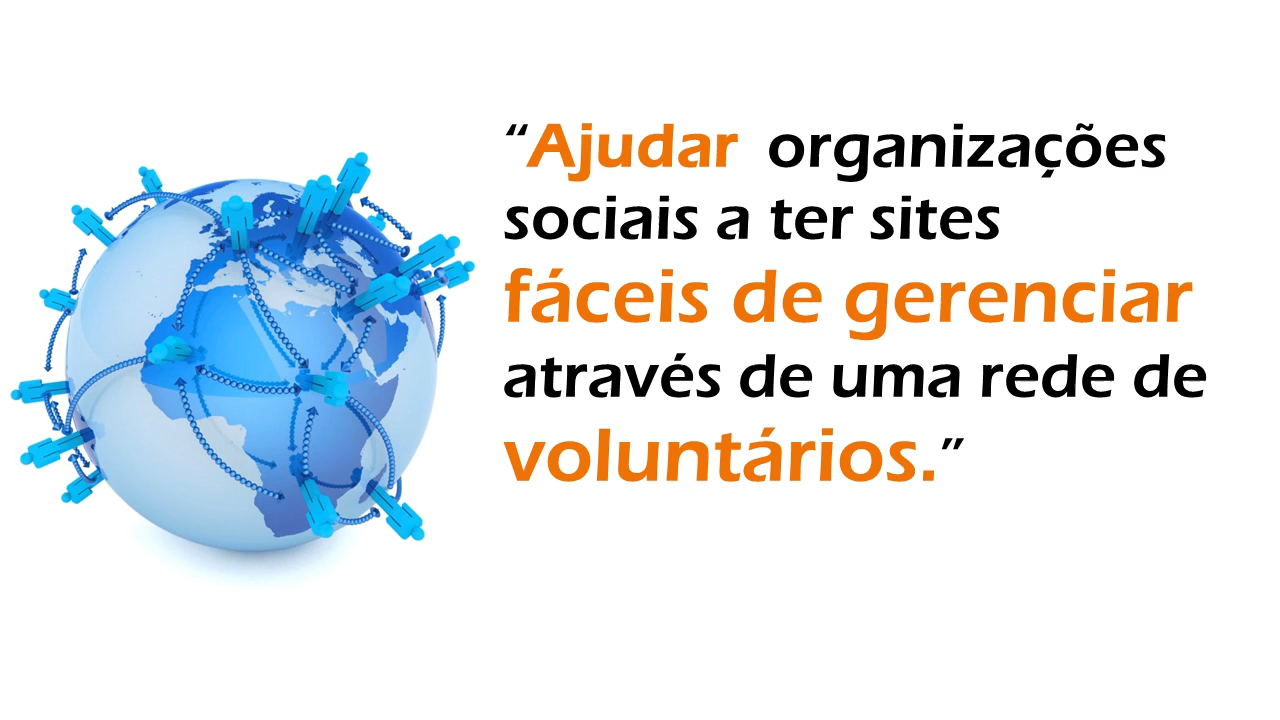 “Ajudar organizações
sociais a ter sites
fáceis de gerenciar
através de uma rede de
voluntários.”